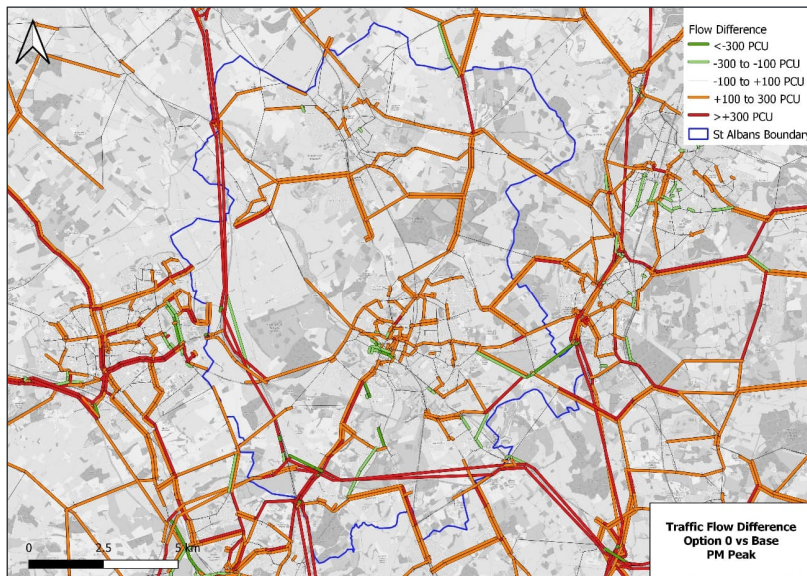 Flow Difference
<-300 PCU
-300 to -100 PCU
-100 to +100 PCU
+100 to 300 PCU
>+300 PCU
St Albans Boundary
0 2.5 5 km
Traffic Flow Difference
Option 0 vs Base
PM Peak